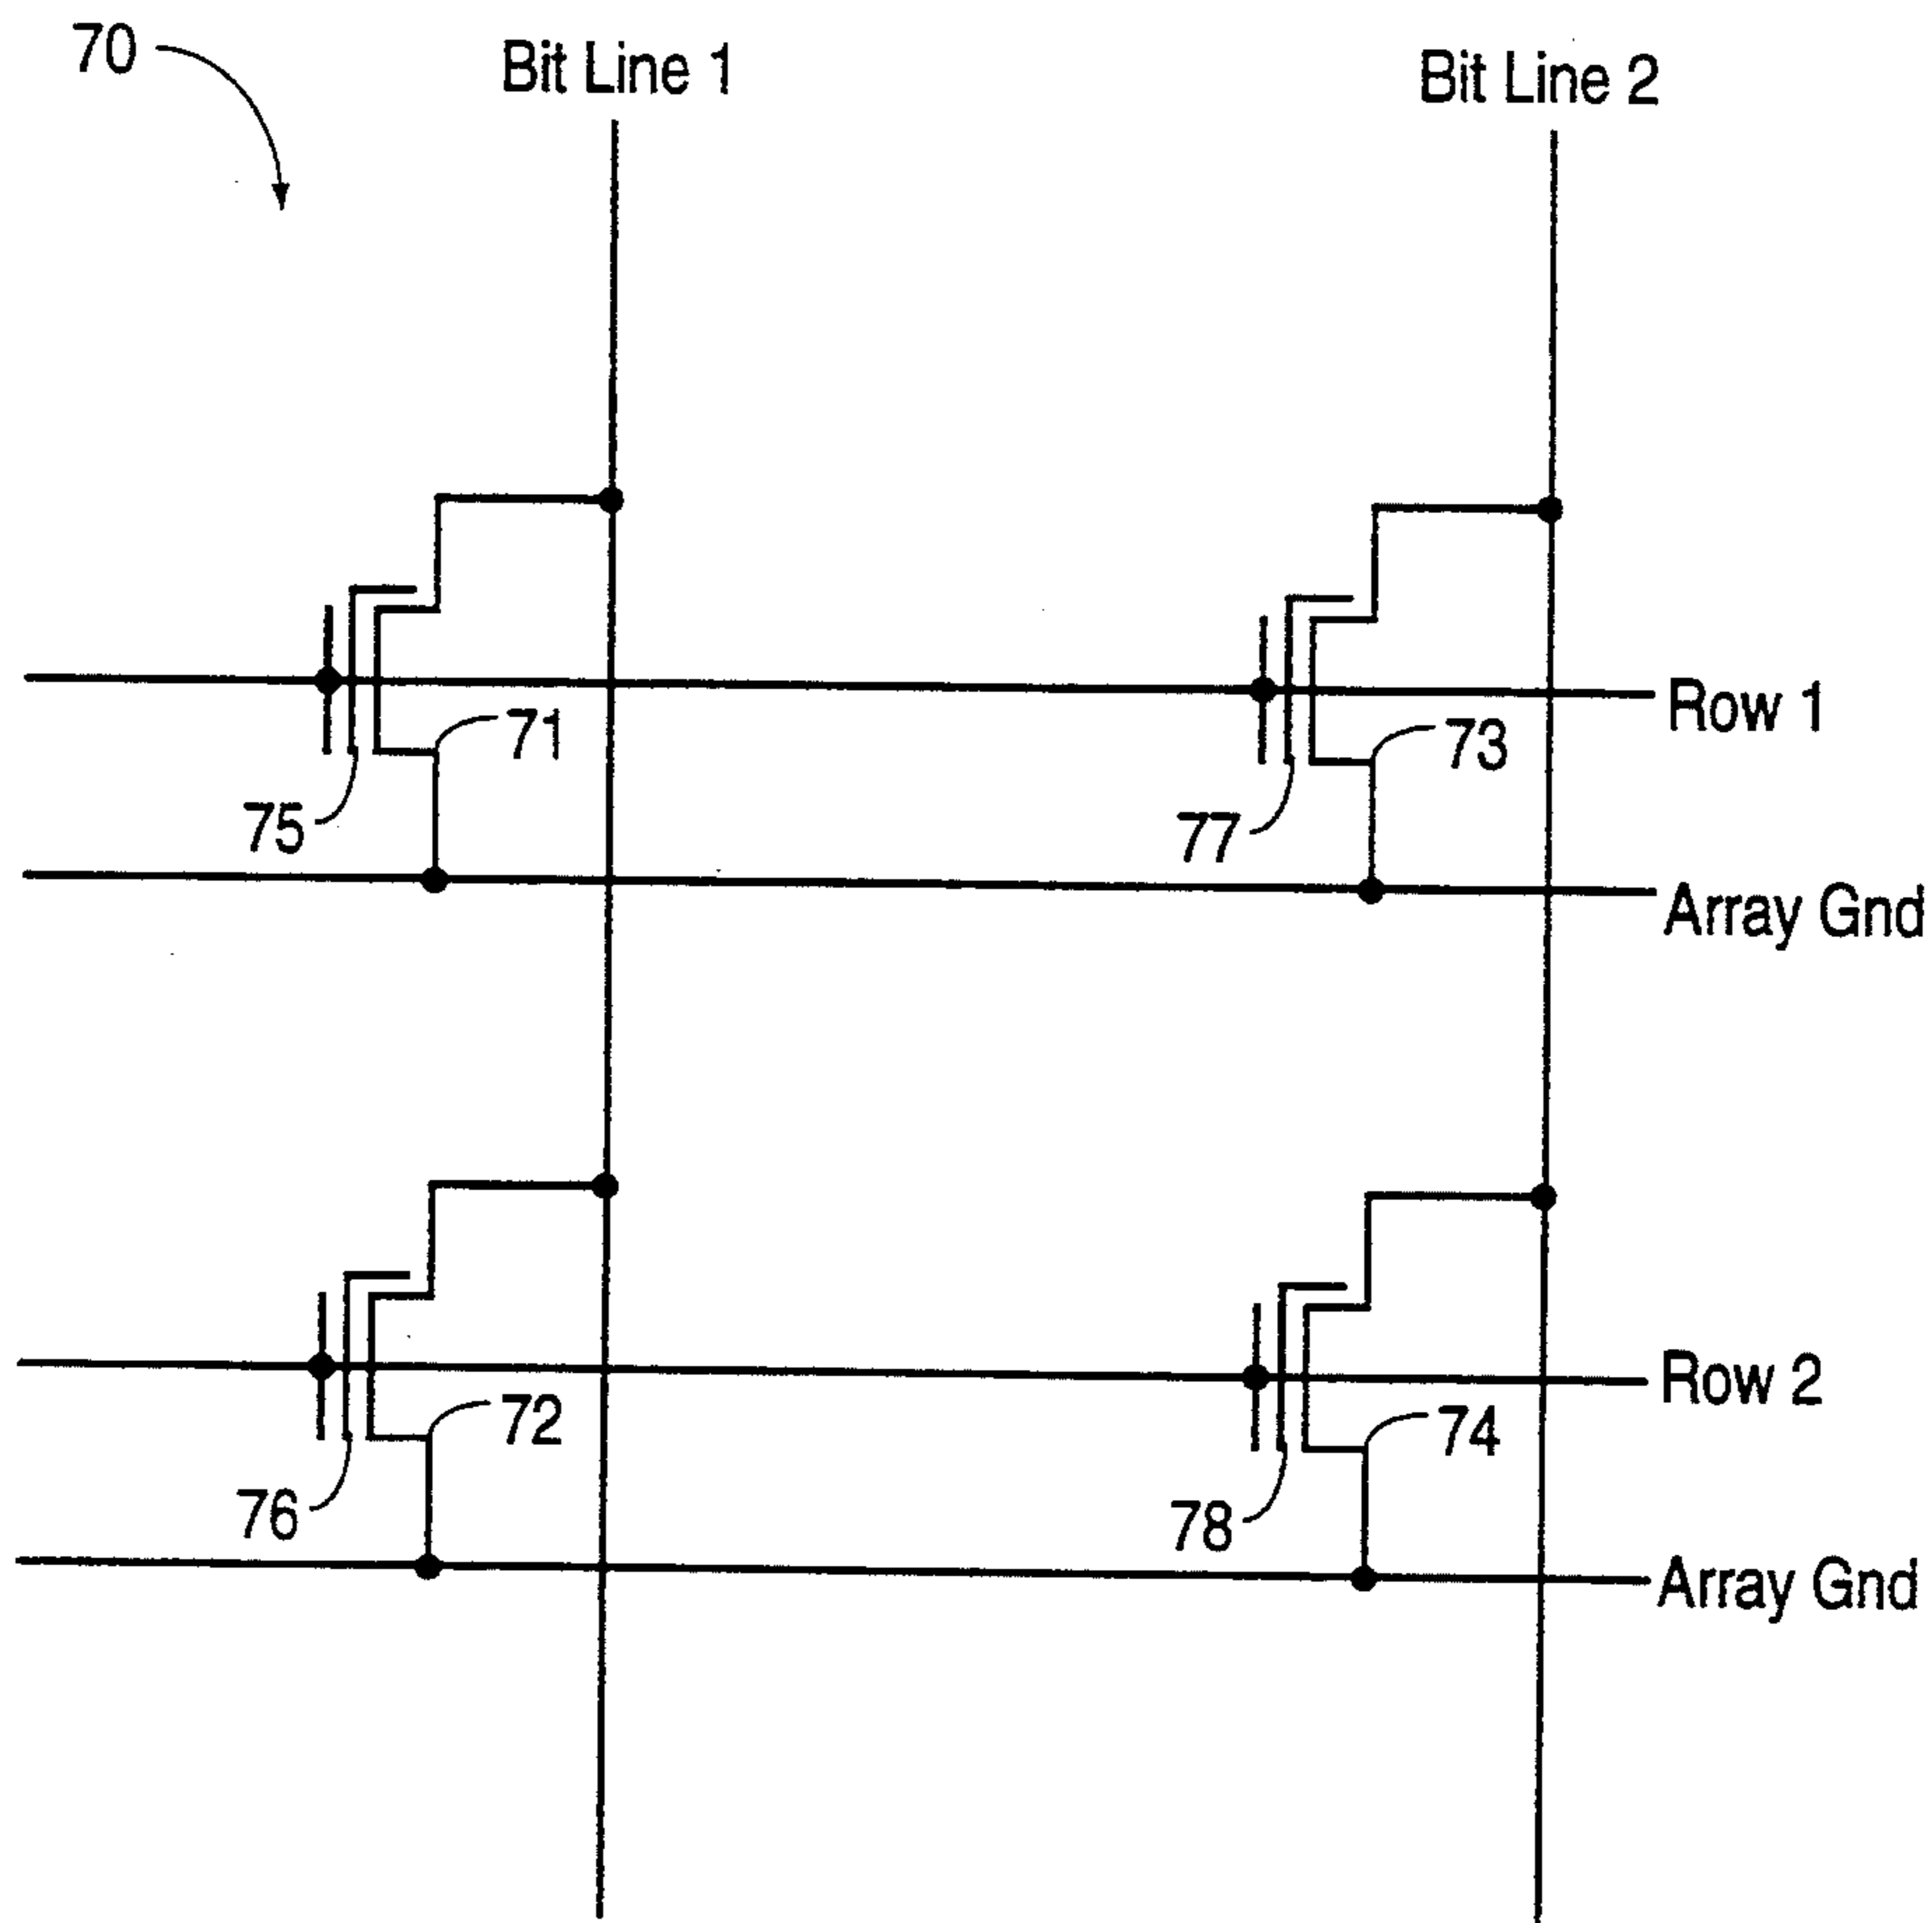 70
Bit Line 1
Bit Line 2
Row 1
71
73
75
77
Array Gnd
Row 2
72
74
76
78
Array Gnd